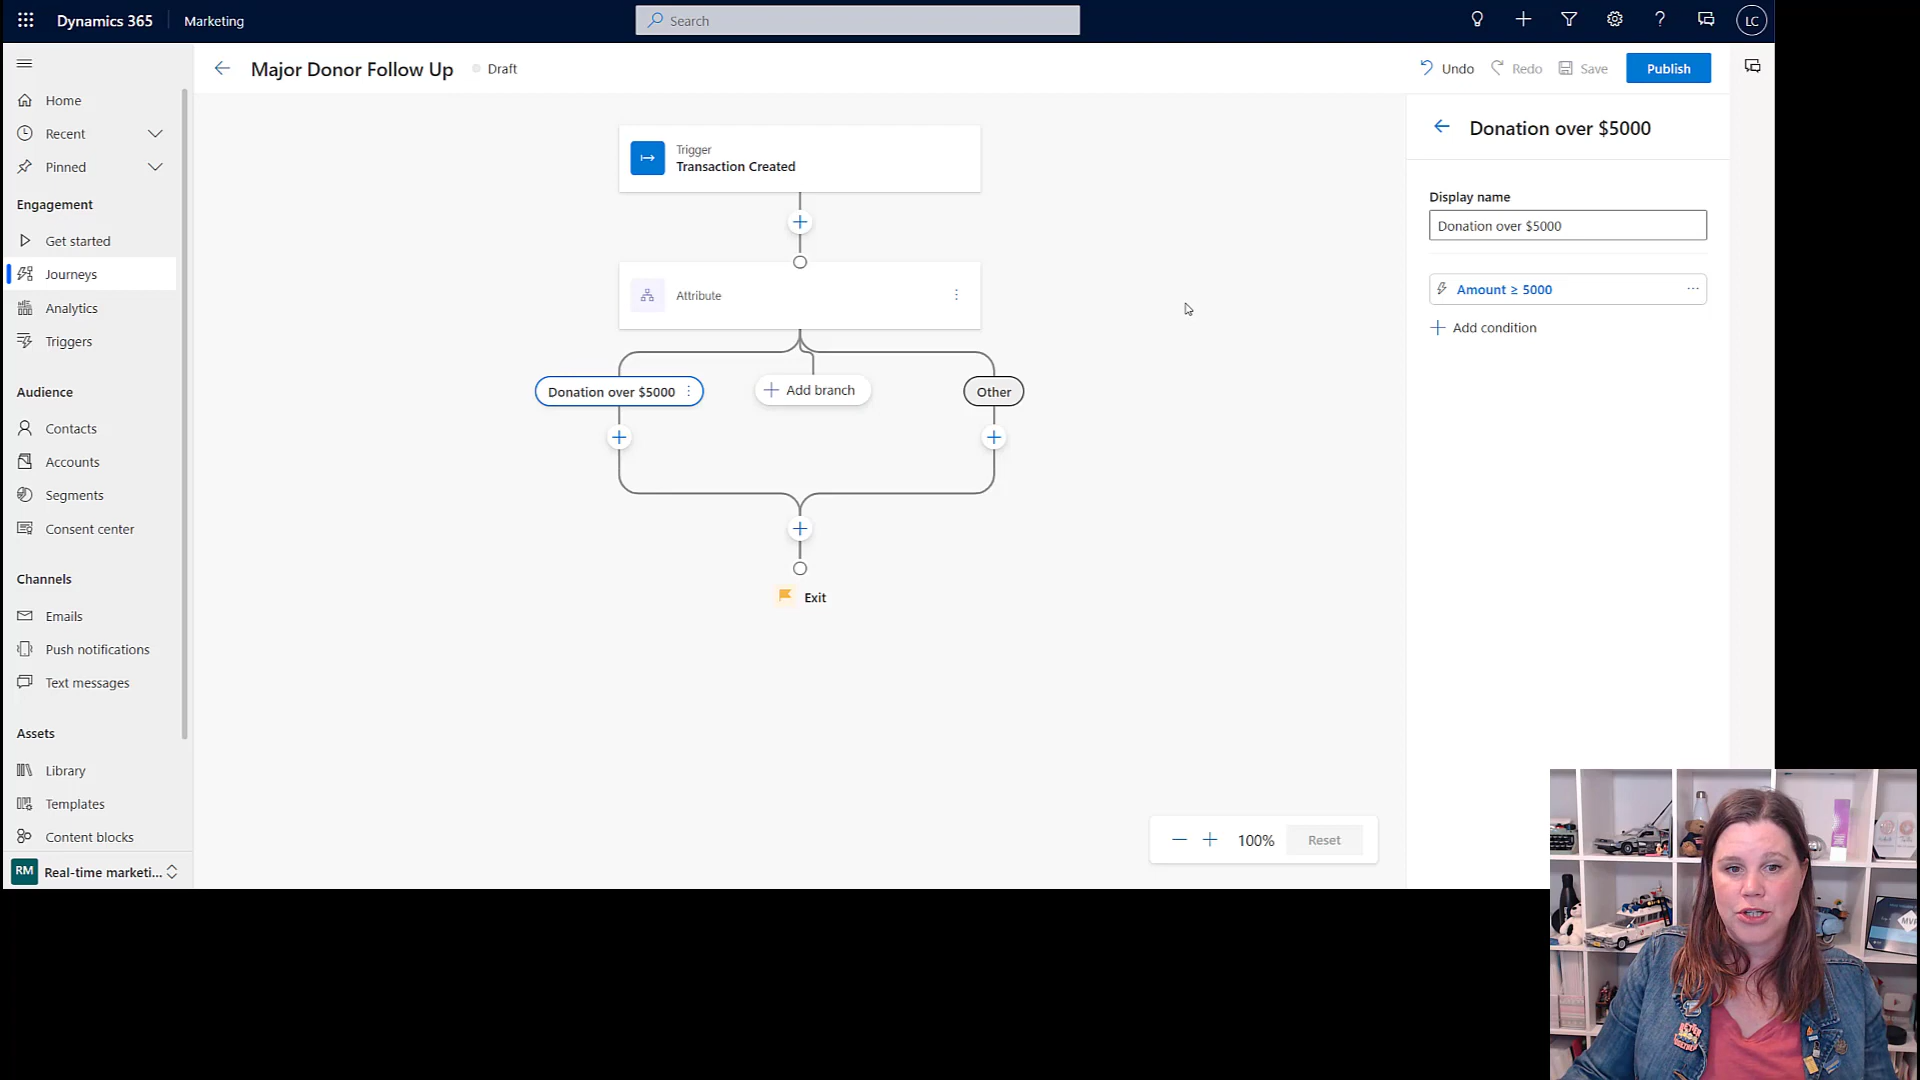 Dynamics 365
Marketing
Search
LC
Major Donor Follow Up
Draft
Undo
Redo
Save
Publish
Home
Recent
Pinned
Engagement
Get started
Journeys
Analytics
Triggers
Audience
Contacts
Accounts
Segments
Consent center
Channels
Emails
Push notifications
Text messages
Assets
Library
Templates
Content blocks
RM
Real-time marketi...
Trigger
Transaction Created
Attribute
Donation over $5000
Add branch
Other
Exit
100%
Reset
Donation over $5000
Display name
Donation over $5000
Amount ≥ 5000
Add condition